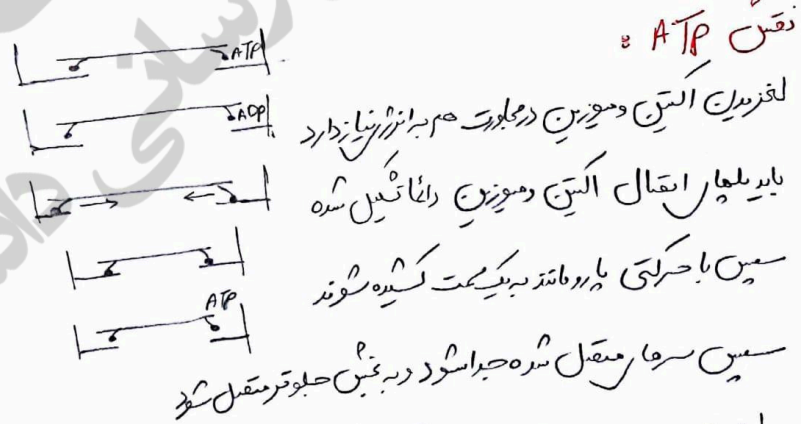 نقش ATP :
لغزیدن اکتین و میوزین در مجاورت هم به انرژی نیاز دارد
باید پلهای اتصال اکتین و میوزین دائما تشکیل شده
سپس با حرکتی پارو مانند به یک سمت کشیده شوند
سپس سرهای متصل شده جدا شود و به بخش جلوتر متصل شود
ATP
ADP
ATP